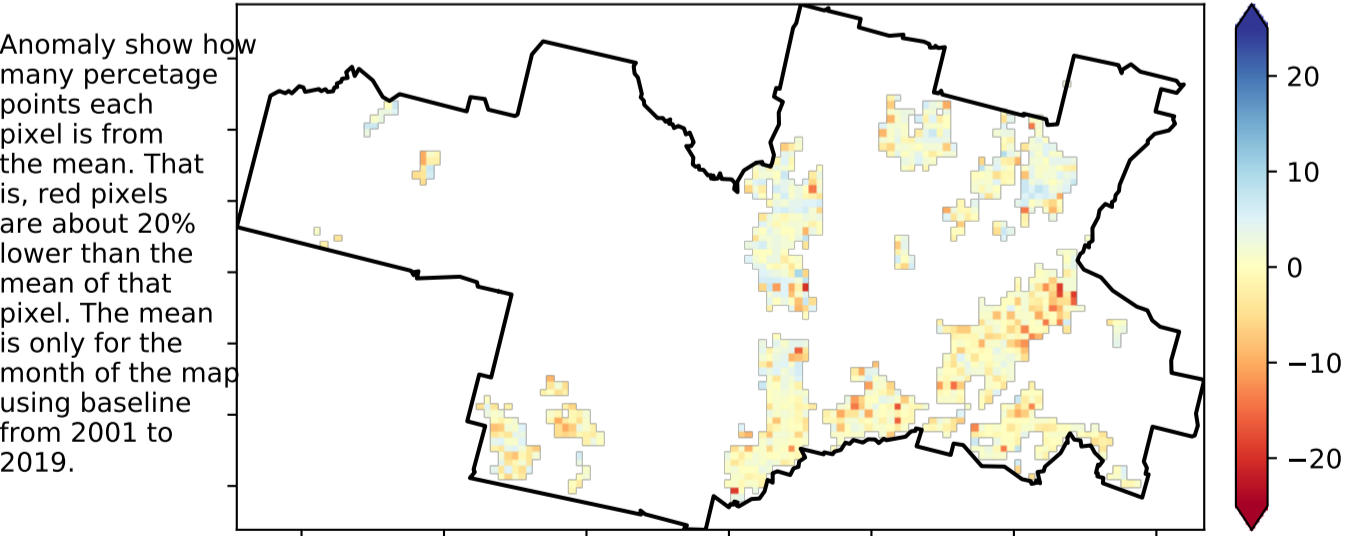 Anomaly show how
many percetage
points each
pixel is from
the mean. That
is, red pixels
are about 20%
lower than the
mean of that
pixel. The mean
is only for the
month of the map
using baseline
from 2001 to
2019.
20
10
0
−10
−20